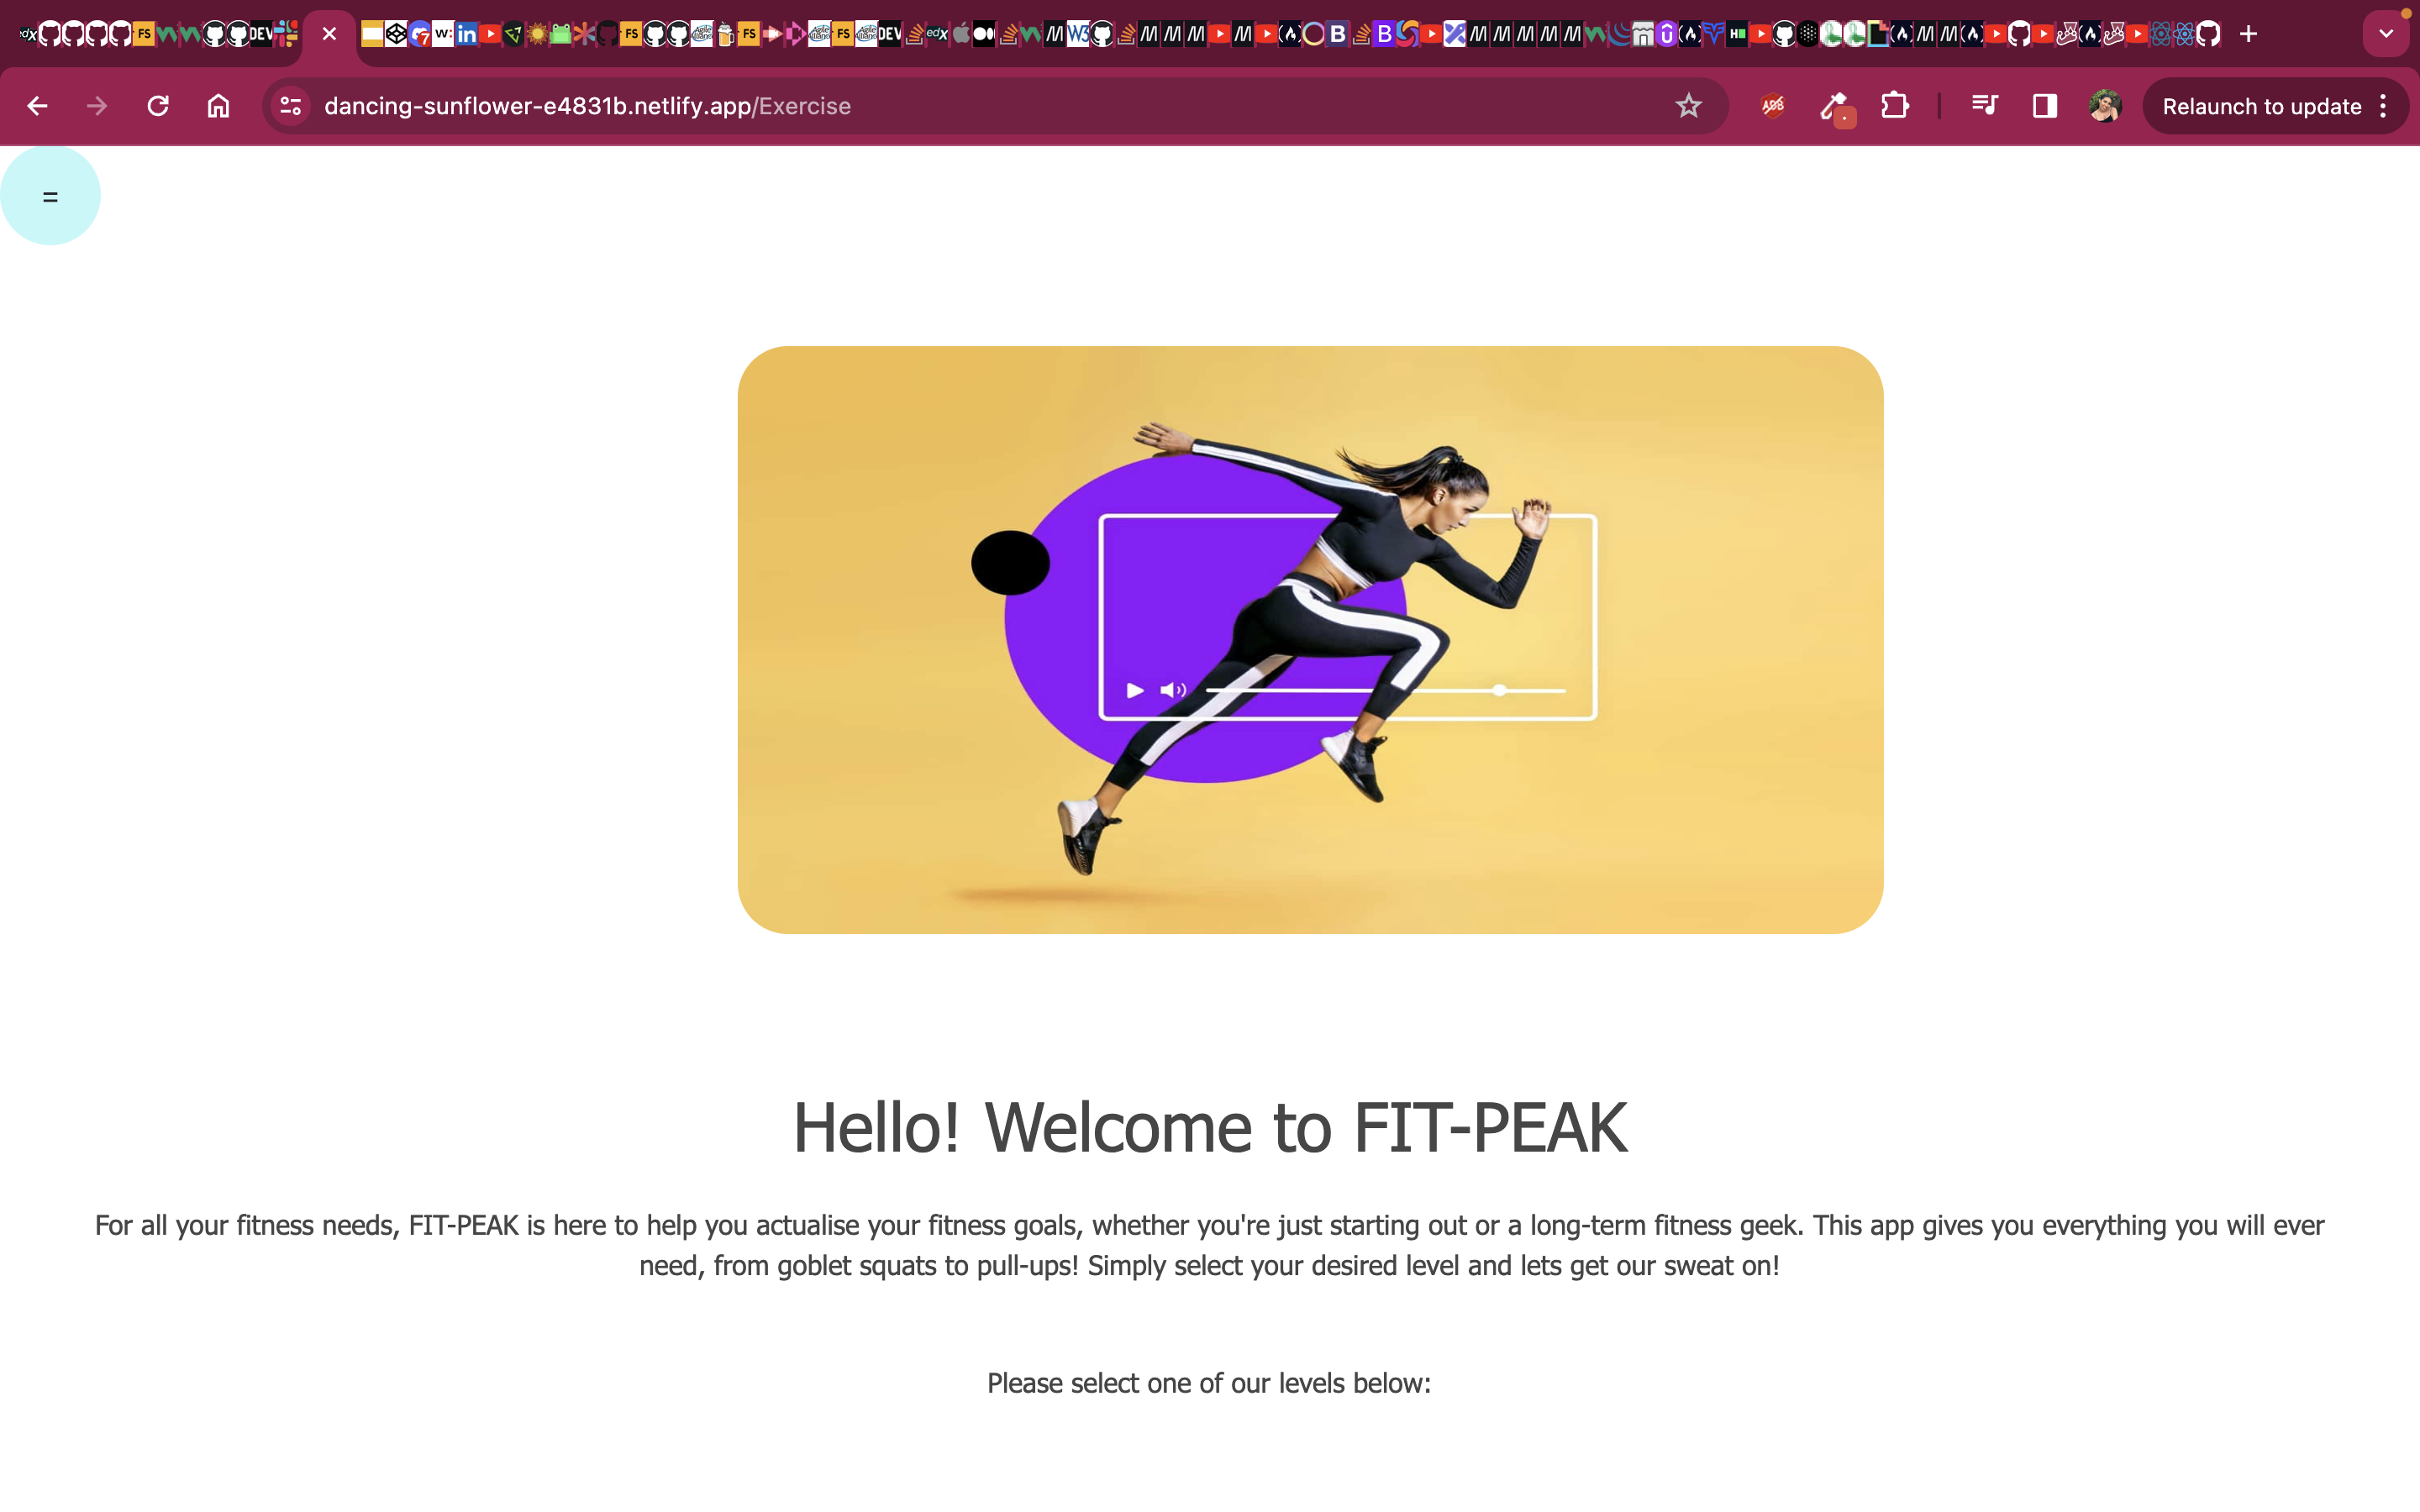 dancing-sunflower-e4831b.netlify.app/Exercise
Relaunch to update
=
Hello! Welcome to FIT-PEAK
For all your fitness needs, FIT-PEAK is here to help you actualise your fitness goals, whether you're just starting out or a long-term fitness geek. This app gives you everything you will ever
need, from goblet squats to pull-ups! Simply select your desired level and lets get our sweat on!
Please select one of our levels below: